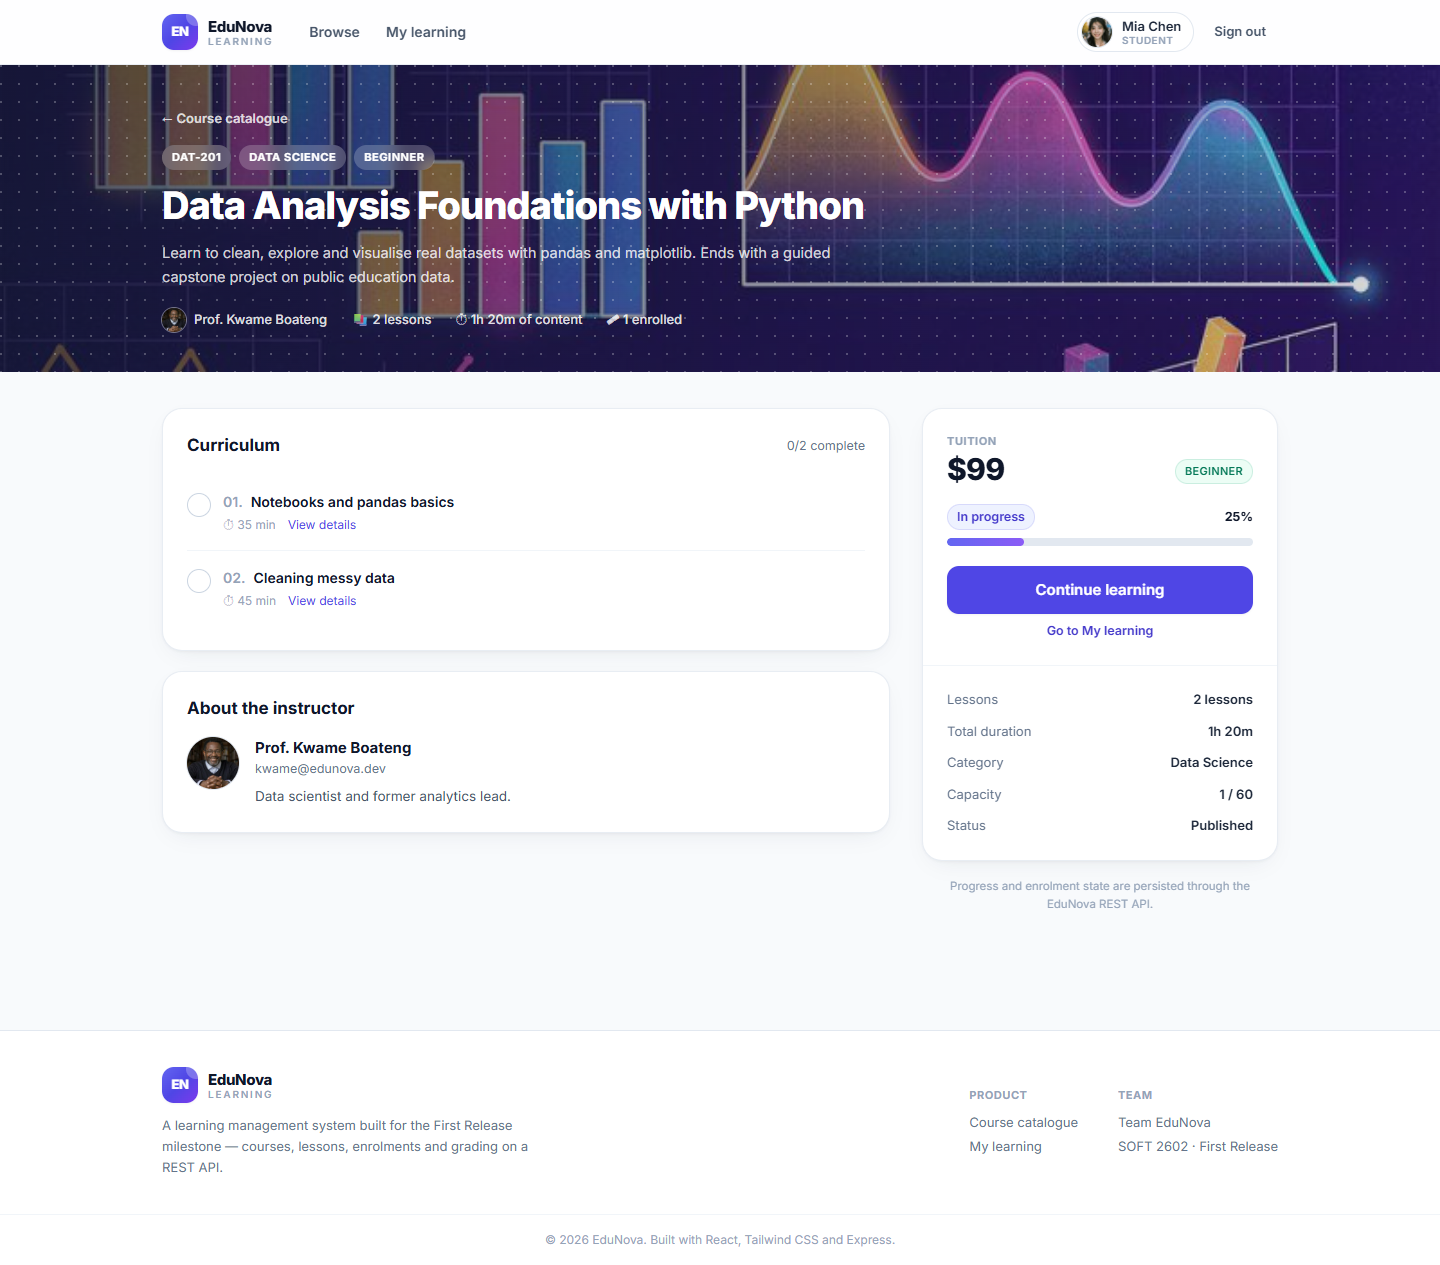 EN
EduNova
LEARNING
Browse
My learning
Mia Chen
STUDENT
Sign out
← Course catalogue
DAT-201
DATA SCIENCE
BEGINNER
Data Analysis Foundations with Python
Learn to clean, explore and visualise real datasets with pandas and matplotlib. Ends with a guided
capstone project on public education data.
Prof. Kwame Boateng
2 lessons
1h 20m of content
1 enrolled
Curriculum
0/2 complete
01. Notebooks and pandas basics
35 min View details
02. Cleaning messy data
45 min View details
About the instructor
Prof. Kwame Boateng
kwame@edunova.dev
Data scientist and former analytics lead.
TUITION
$99
BEGINNER
In progress
25%
Continue learning
Go to My learning
Lessons 2 lessons
Total duration 1h 20m
Category Data Science
Capacity 1 / 60
Status Published
Progress and enrolment state are persisted through the
EduNova REST API.
EN
EduNova
LEARNING
A learning management system built for the First Release
milestone — courses, lessons, enrolments and grading on a
REST API.
PRODUCT
Course catalogue
My learning
TEAM
Team EduNova
SOFT 2602 · First Release
© 2026 EduNova. Built with React, Tailwind CSS and Express.